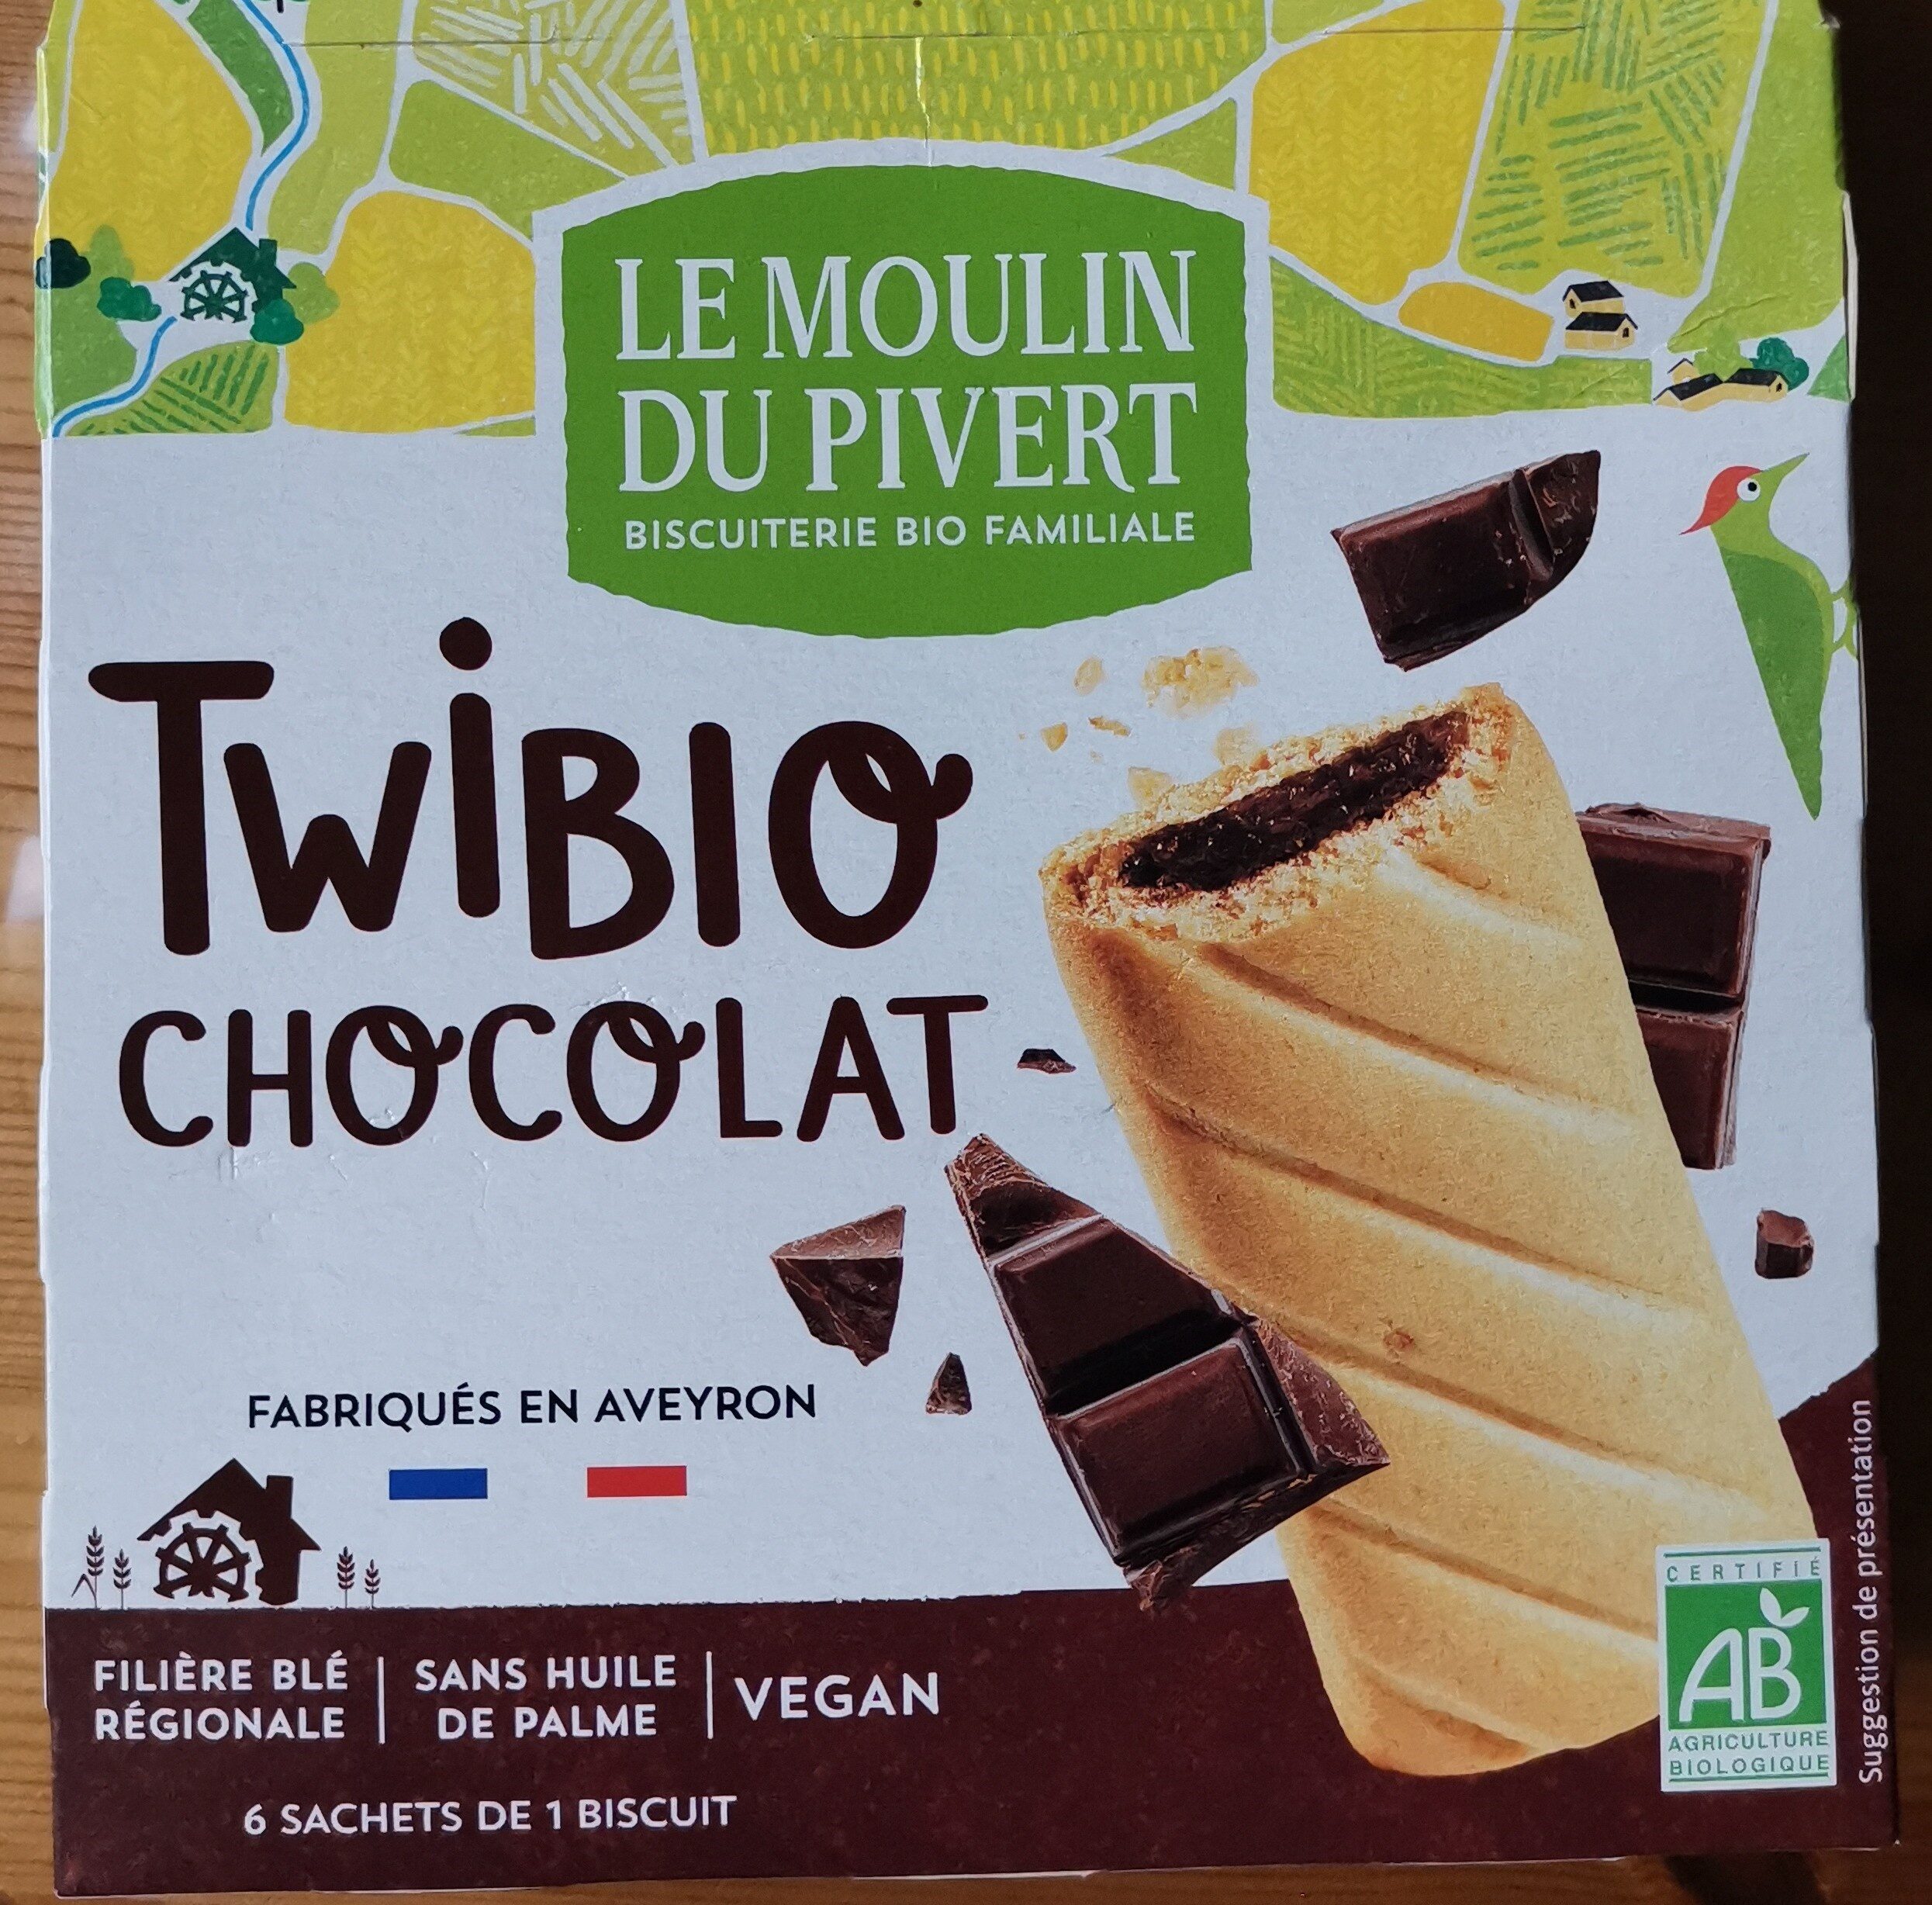 LE MOULIN
DU PIVERT
BISCUITERIE BIO FAMILIALE
TWIBIO
CHOCOLAT
FABRIQUÉS EN AVEYRON
FILIÈRE BLÉ
RÉGIONALE
SANS HUILE
DE PALME
VEGAN
6 SACHETS DE 1 BISCUIT
CERTIFIÉ
AB
AGRICULTURE
BIOLOGIQUE
Suggestion de présentation